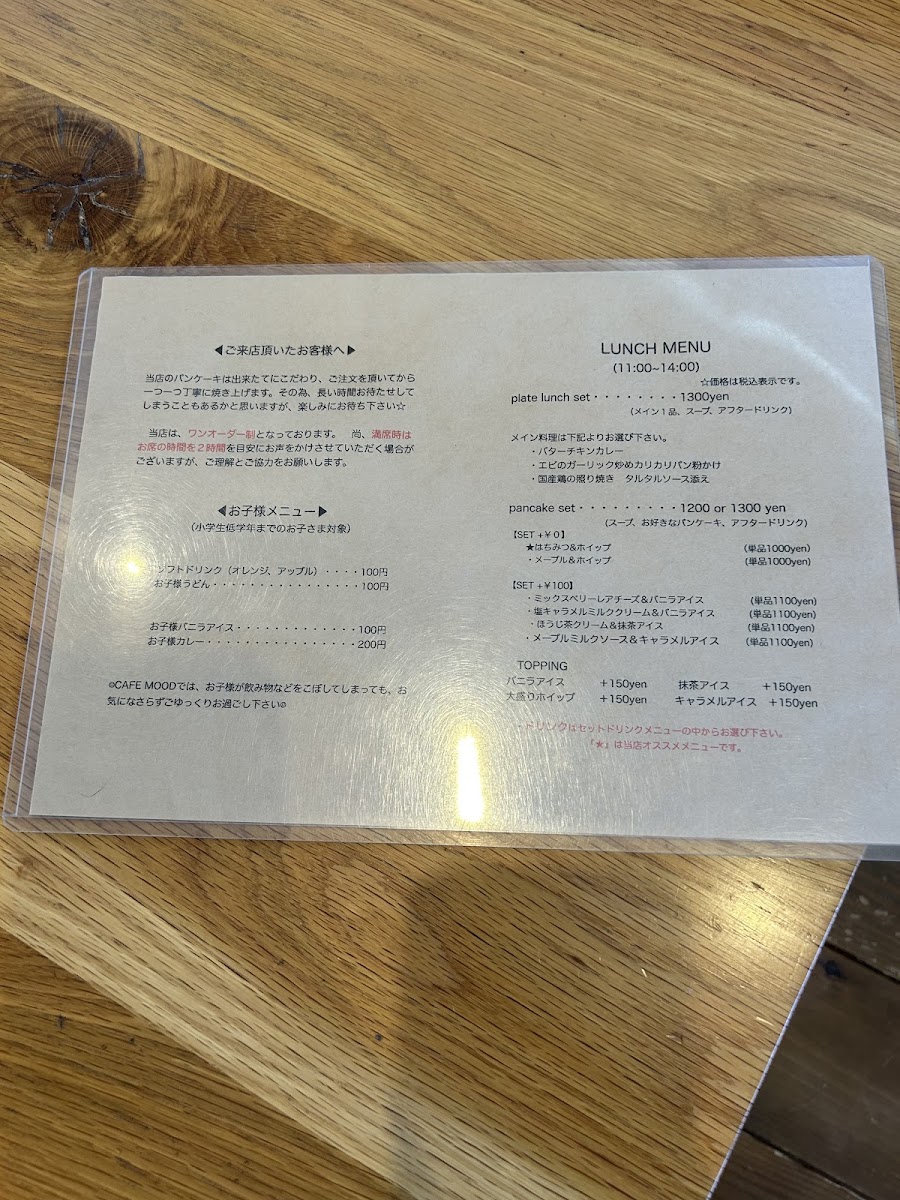 ◀ご来店頂いたお客様へ▶
当店のパンケーキは出来たてにこだわり、ご注文を頂いてから
一つ一つ丁寧に焼き上げます。その為、長い時間お待たせして
しまうこともあるかと思いますが、楽しみにお待ち下さい☆
当店は、ワンオーダー制となっております。 尚、満席時は
お席の時間を２時間を目安にお声をかけさせていただく場合が
ございますが、ご理解とご協力をお願いします。
◀お子様メニュー▶
（小学生低学年までのお子さま対象）
ソフトドリンク（オレンジ、アップル）・・・・100円
お子様うどん・・・・・・・・・・・・・・・・100円
お子様バニラアイス・・・・・・・・・・・・・100円
お子様カレー・・・・・・・・・・・・・・・・200円
☺CAFE MOODでは、お子様が飲み物などをこぼしてしまっても、お
気になさらずごゆっくりお過ごし下さい☺
LUNCH MENU
(11:00~14:00)
☆価格は税込表示です。
plate lunch set・・・・・・・・1300yen
（メイン１品、スープ、アフタードリンク）
メイン料理は下記よりお選び下さい。
・バターチキンカレー
・エビのガーリック炒めカリカリパン粉かけ
・国産鶏の照り焼き タルタルソース添え
pancake set・・・・・・・・・1200 or 1300 yen
（スープ、お好きなパンケーキ、アフタードリンク）
【SET +￥０】
★はちみつ&ホイップ （単品1000yen）
・メープル＆ホイップ （単品1000yen）
【SET +￥100】
・ミックスベリーレアチーズ＆バニラアイス （単品1100yen）
・塩キャラメルミルククリーム＆バニラアイス （単品1100yen）
・ほうじ茶クリーム＆抹茶アイス （単品1100yen）
・メープルミルクソース＆キャラメルアイス （単品1100yen）
TOPPING
バニラアイス +150yen 抹茶アイス +150yen
大盛りホイップ +150yen キャラメルアイス +150yen
・ドリンクはセットドリンクメニューの中からお選び下さい。
「★」は当店オススメメニューです。